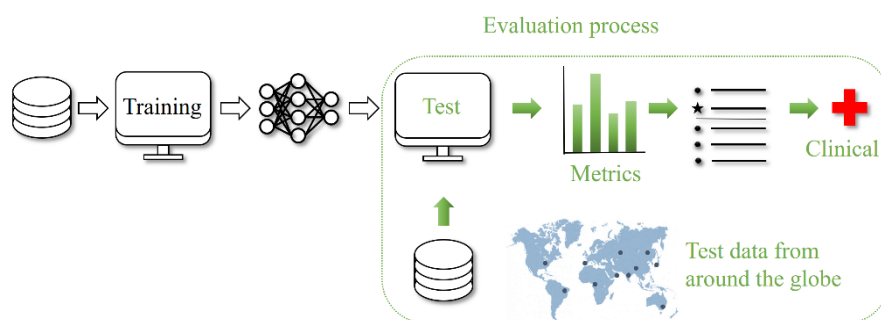 Evaluation process
Training
Test
Metrics
Clinical
Test data from
around the globe